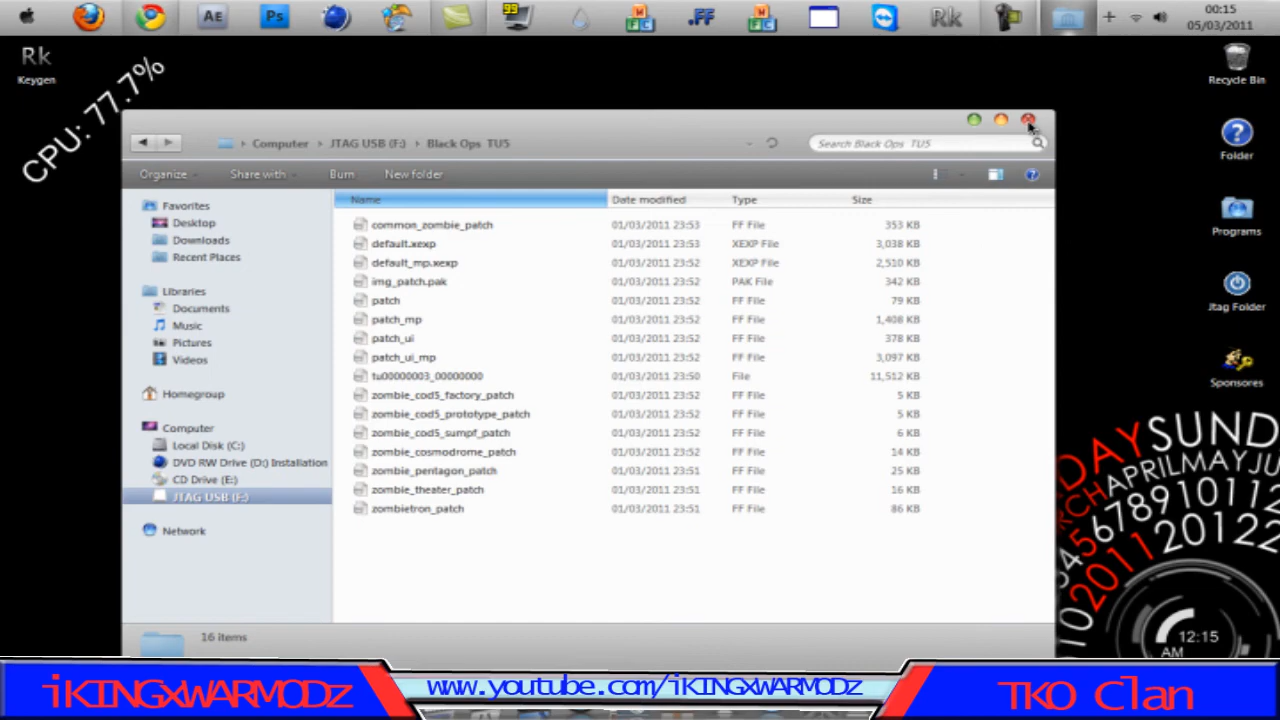 AE
Ps
99
.FF
Rk
00:15
05/03/2011
Rk
Keygen
CPU: 77.7%
Recycle Bin
Folder
Programs
Jtag Folder
Sponsores
Computer
JTAG USB (F:)
Black Ops TU5
Search Black Ops TU5
Organize
Share with
Burn
New folder
Name
Date modified
Type
Size
Favorites
Desktop
Downloads
Recent Places
Libraries
Documents
Music
Pictures
Videos
Homegroup
Computer
Local Disk (C:)
DVD RW Drive (D:) Installation
CD Drive (E:)
JTAG USB (F:)
Network
common_zombie_patch 01/03/2011 23:53 FF File 353 KB
default.xexp 01/03/2011 23:53 XEXP File 3,038 KB
default_mp.xexp 01/03/2011 23:52 XEXP File 2,510 KB
img_patch.pak 01/03/2011 23:52 PAK File 342 KB
patch 01/03/2011 23:52 FF File 79 KB
patch_mp 01/03/2011 23:52 FF File 1,408 KB
patch_ui 01/03/2011 23:52 FF File 378 KB
patch_ui_mp 01/03/2011 23:52 FF File 3,097 KB
tu00000003_00000000 01/03/2011 23:50 File 11,512 KB
zombie_cod5_factory_patch 01/03/2011 23:52 FF File 5 KB
zombie_cod5_prototype_patch 01/03/2011 23:52 FF File 5 KB
zombie_cod5_sumpf_patch 01/03/2011 23:52 FF File 6 KB
zombie_cosmodrome_patch 01/03/2011 23:52 FF File 14 KB
zombie_pentagon_patch 01/03/2011 23:51 FF File 25 KB
zombie_theater_patch 01/03/2011 23:51 FF File 16 KB
zombietron_patch 01/03/2011 23:51 FF File 86 KB
16 items
DAY SUND
APRIL MAY JU
12:15
AM
iKINGxWARMODz
www.youtube.com/iKINGxWARMODz
TKO Clan